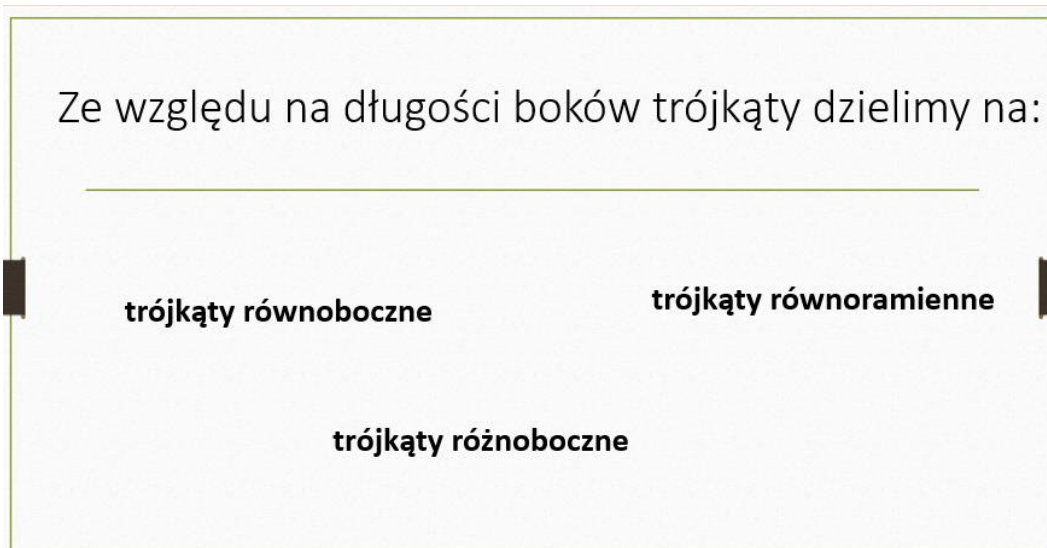 Ze względu na długości boków trójkąty dzielimy na:
trójkąty równoboczne
trójkąty równoramienne
trójkąty różnoboczne